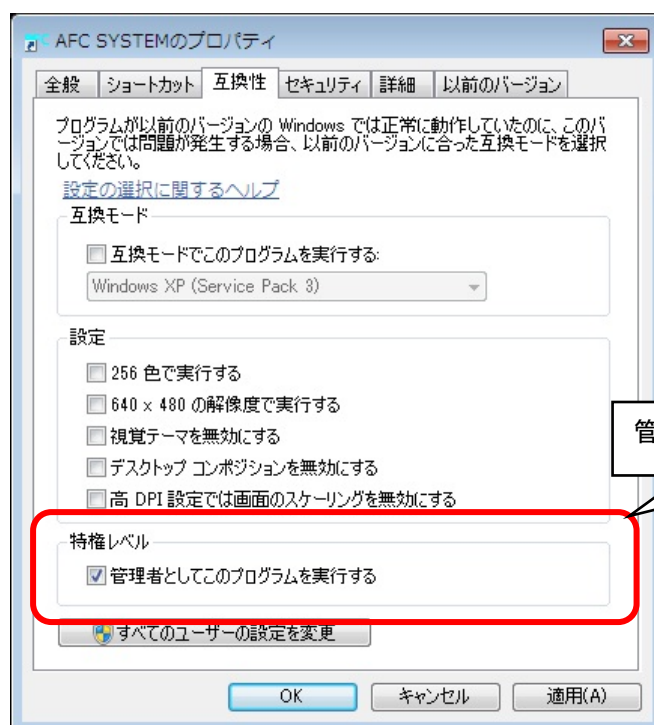 AFC SYSTEMのプロパティ
全般 ショートカット 互換性 セキュリティ 詳細 以前のバージョン
プログラムが以前のバージョンの Windows では正常に動作していたのに、このバ
ージョンでは問題が発生する場合、以前のバージョンに合った互換モードを選択
してください。
設定の選択に関するヘルプ
互換モード
互換モードでこのプログラムを実行する:
Windows XP (Service Pack 3)
設定
256 色で実行する
640 x 480 の解像度で実行する
視覚テーマを無効にする
デスクトップ コンポジションを無効にする
高 DPI 設定では画面のスケーリングを無効にする
管
特権レベル
管理者としてこのプログラムを実行する
すべてのユーザーの設定を変更
OK キャンセル 適用(A)